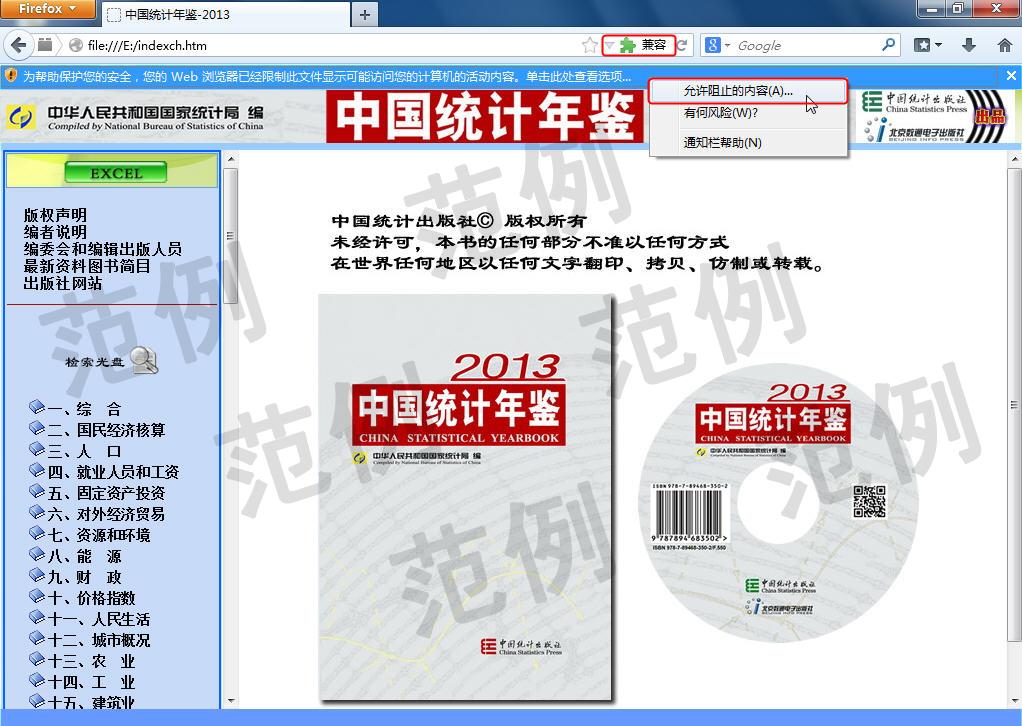 Firefox
中国统计年鉴-2013
file:///E:/indexch.htm
兼容
Google
为帮助保护您的安全，您的 Web 浏览器已经限制此文件显示可能访问您的计算机的活动内容。单击此处查看选项...
允许阻止的内容(A)...
有何风险(W)?
通知栏帮助(N)
中华人民共和国国家统计局 编
Compiled by National Bureau of Statistics of China
中国统计年鉴
中国统计出版社
China Statistics Press
北京数通电子出版社
BEIJING INFO PRESS
出品
EXCEL
版权声明
编者说明
编委会和编辑出版人员
最新资料图书简目
出版社网站
检索光盘
一、综 合
二、国民经济核算
三、人 口
四、就业人员和工资
五、固定资产投资
六、对外经济贸易
七、资源和环境
八、能 源
九、财 政
十、价格指数
十一、人民生活
十二、城市概况
十三、农 业
十四、工 业
十五、建筑业
中国统计出版社© 版权所有
未经许可，本书的任何部分不准以任何方式
在世界任何地区以任何文字翻印、拷贝、仿制或转载。
2013
中国统计年鉴
CHINA STATISTICAL YEARBOOK
中华人民共和国国家统计局 编
Compiled by National Bureau of Statistics of China
中国统计出版社
China Statistics Press
2013
中国统计年鉴
CHINA STATISTICAL YEARBOOK
中华人民共和国国家统计局 编
Compiled by National Bureau of Statistics of China
ISBN 978-7-89468-350-2
9 787894 683502 >
ISBN 978-7-89468-350-2/F.550
中国统计出版社
China Statistics Press
北京数通电子出版社
范例
范例
范例
范例
范例
范例